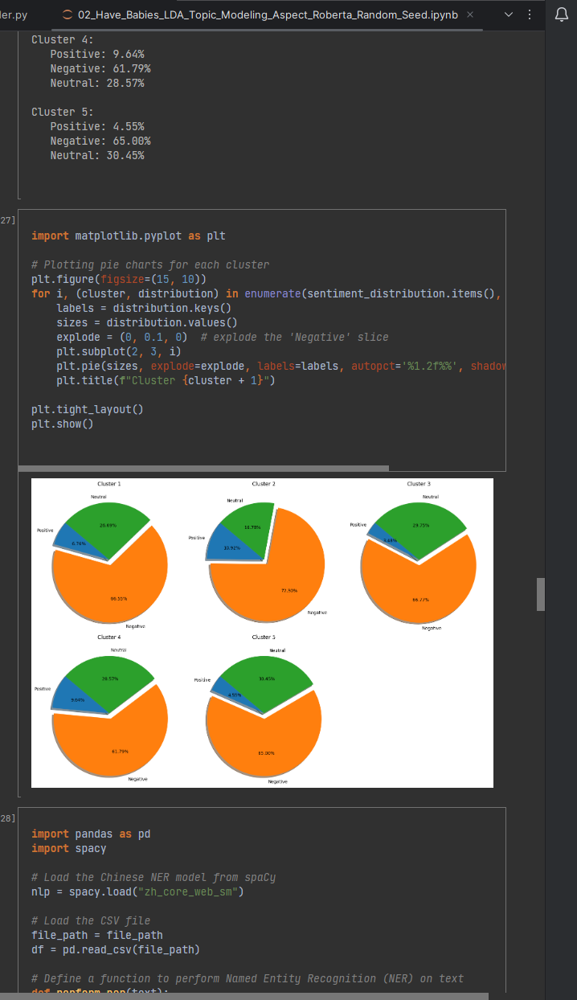 ler.py
02_Have_Babies_LDA_Topic_Modeling_Aspect_Roberta_Random_Seed.ipynb
Cluster 4:
Positive: 9.64%
Negative: 61.79%
Neutral: 28.57%
Cluster 5:
Positive: 4.55%
Negative: 65.00%
Neutral: 30.45%
27]
import matplotlib.pyplot as plt
# Plotting pie charts for each cluster
plt.figure(figsize=(15, 10))
for i, (cluster, distribution) in enumerate(sentiment_distribution.items(),
labels = distribution.keys()
sizes = distribution.values()
explode = (0, 0.1, 0)  # explode the 'Negative' slice
plt.subplot(2, 3, i)
plt.pie(sizes, explode=explode, labels=labels, autopct='%1.2f%%', shadow
plt.title(f"Cluster {cluster + 1}")
plt.tight_layout()
plt.show()
Cluster 1
Neutral
26.69%
Positive
6.76%
66.55%
Negative
Cluster 2
Neutral
Positive
10.92%
Negative
Cluster 3
Neutral
29.75%
Positive
3.48%
66.77%
Negative
Cluster 4
Neutral
28.57%
Positive
9.64%
61.79%
Negative
Cluster 5
Neutral
30.45%
Positive
4.55%
65.00%
Negative
28]
import pandas as pd
import spacy
# Load the Chinese NER model from spaCy
nlp = spacy.load("zh_core_web_sm")
# Load the CSV file
file_path = file_path
df = pd.read_csv(file_path)
# Define a function to perform Named Entity Recognition (NER) on text
def perform_ner(text):